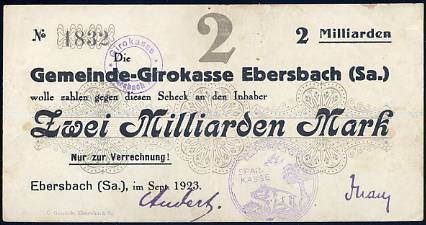 № 1832
Girokasse
Ebersbach
2
2 Milliarden
Die
Gemeinde-Girokasse Ebersbach (Sa.)
wolle zahlen gegen diesen Scheck an den Inhaber
Zwei Milliarden Mark
Nur zur Verrechnung!
SPAR-
KASSE
Ebersbach (Sa.), im Sept. 1923.